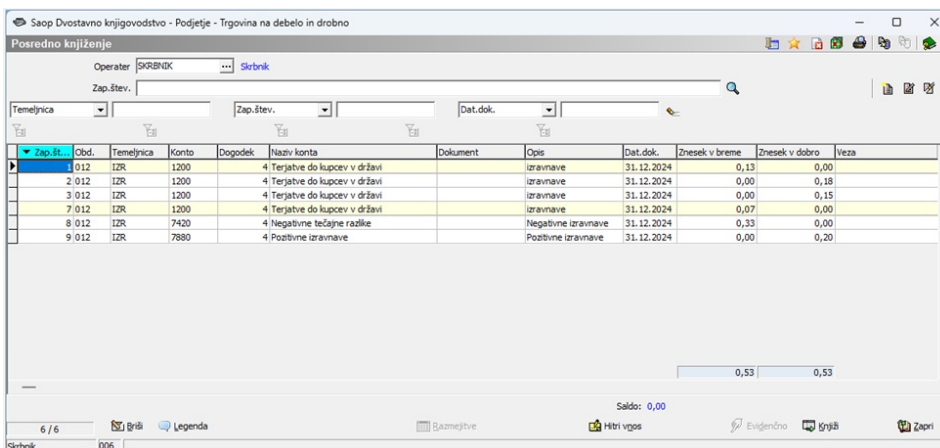 Saop Dvostavno knjigovodstvo - Podjetje - Trgovina na debelo in drobno
Posredno knjiženje
Operater SKRBNIK ... Skrbnik
Zap.štev.
Temeljnica Zap.štev. Dat.dok.
Zap.št... Obd. Temeljnica Konto Dogodek Naziv konta Dokument Opis Dat.dok. Znesek v breme Znesek v dobro Veza
1 012 IZR 1200 4 Terjatve do kupcev v državi izravnave 31.12.2024 0,13 0,00
2 012 IZR 1200 4 Terjatve do kupcev v državi izravnave 31.12.2024 0,00 0,18
3 012 IZR 1200 4 Terjatve do kupcev v državi izravnave 31.12.2024 0,00 0,15
7 012 IZR 1200 4 Terjatve do kupcev v državi izravnave 31.12.2024 0,07 0,00
8 012 IZR 7420 4 Negativne tečajne razlike Negativne izravnave 31.12.2024 0,33 0,00
9 012 IZR 7880 4 Pozitivne izravnave Pozitivne izravnave 31.12.2024 0,00 0,20
0,53 0,53
Saldo: 0,00
6 / 6 Briši Legenda Razmejitve Hitri vnos Evidenčno Knjiži Zapri
Skrbnik 006